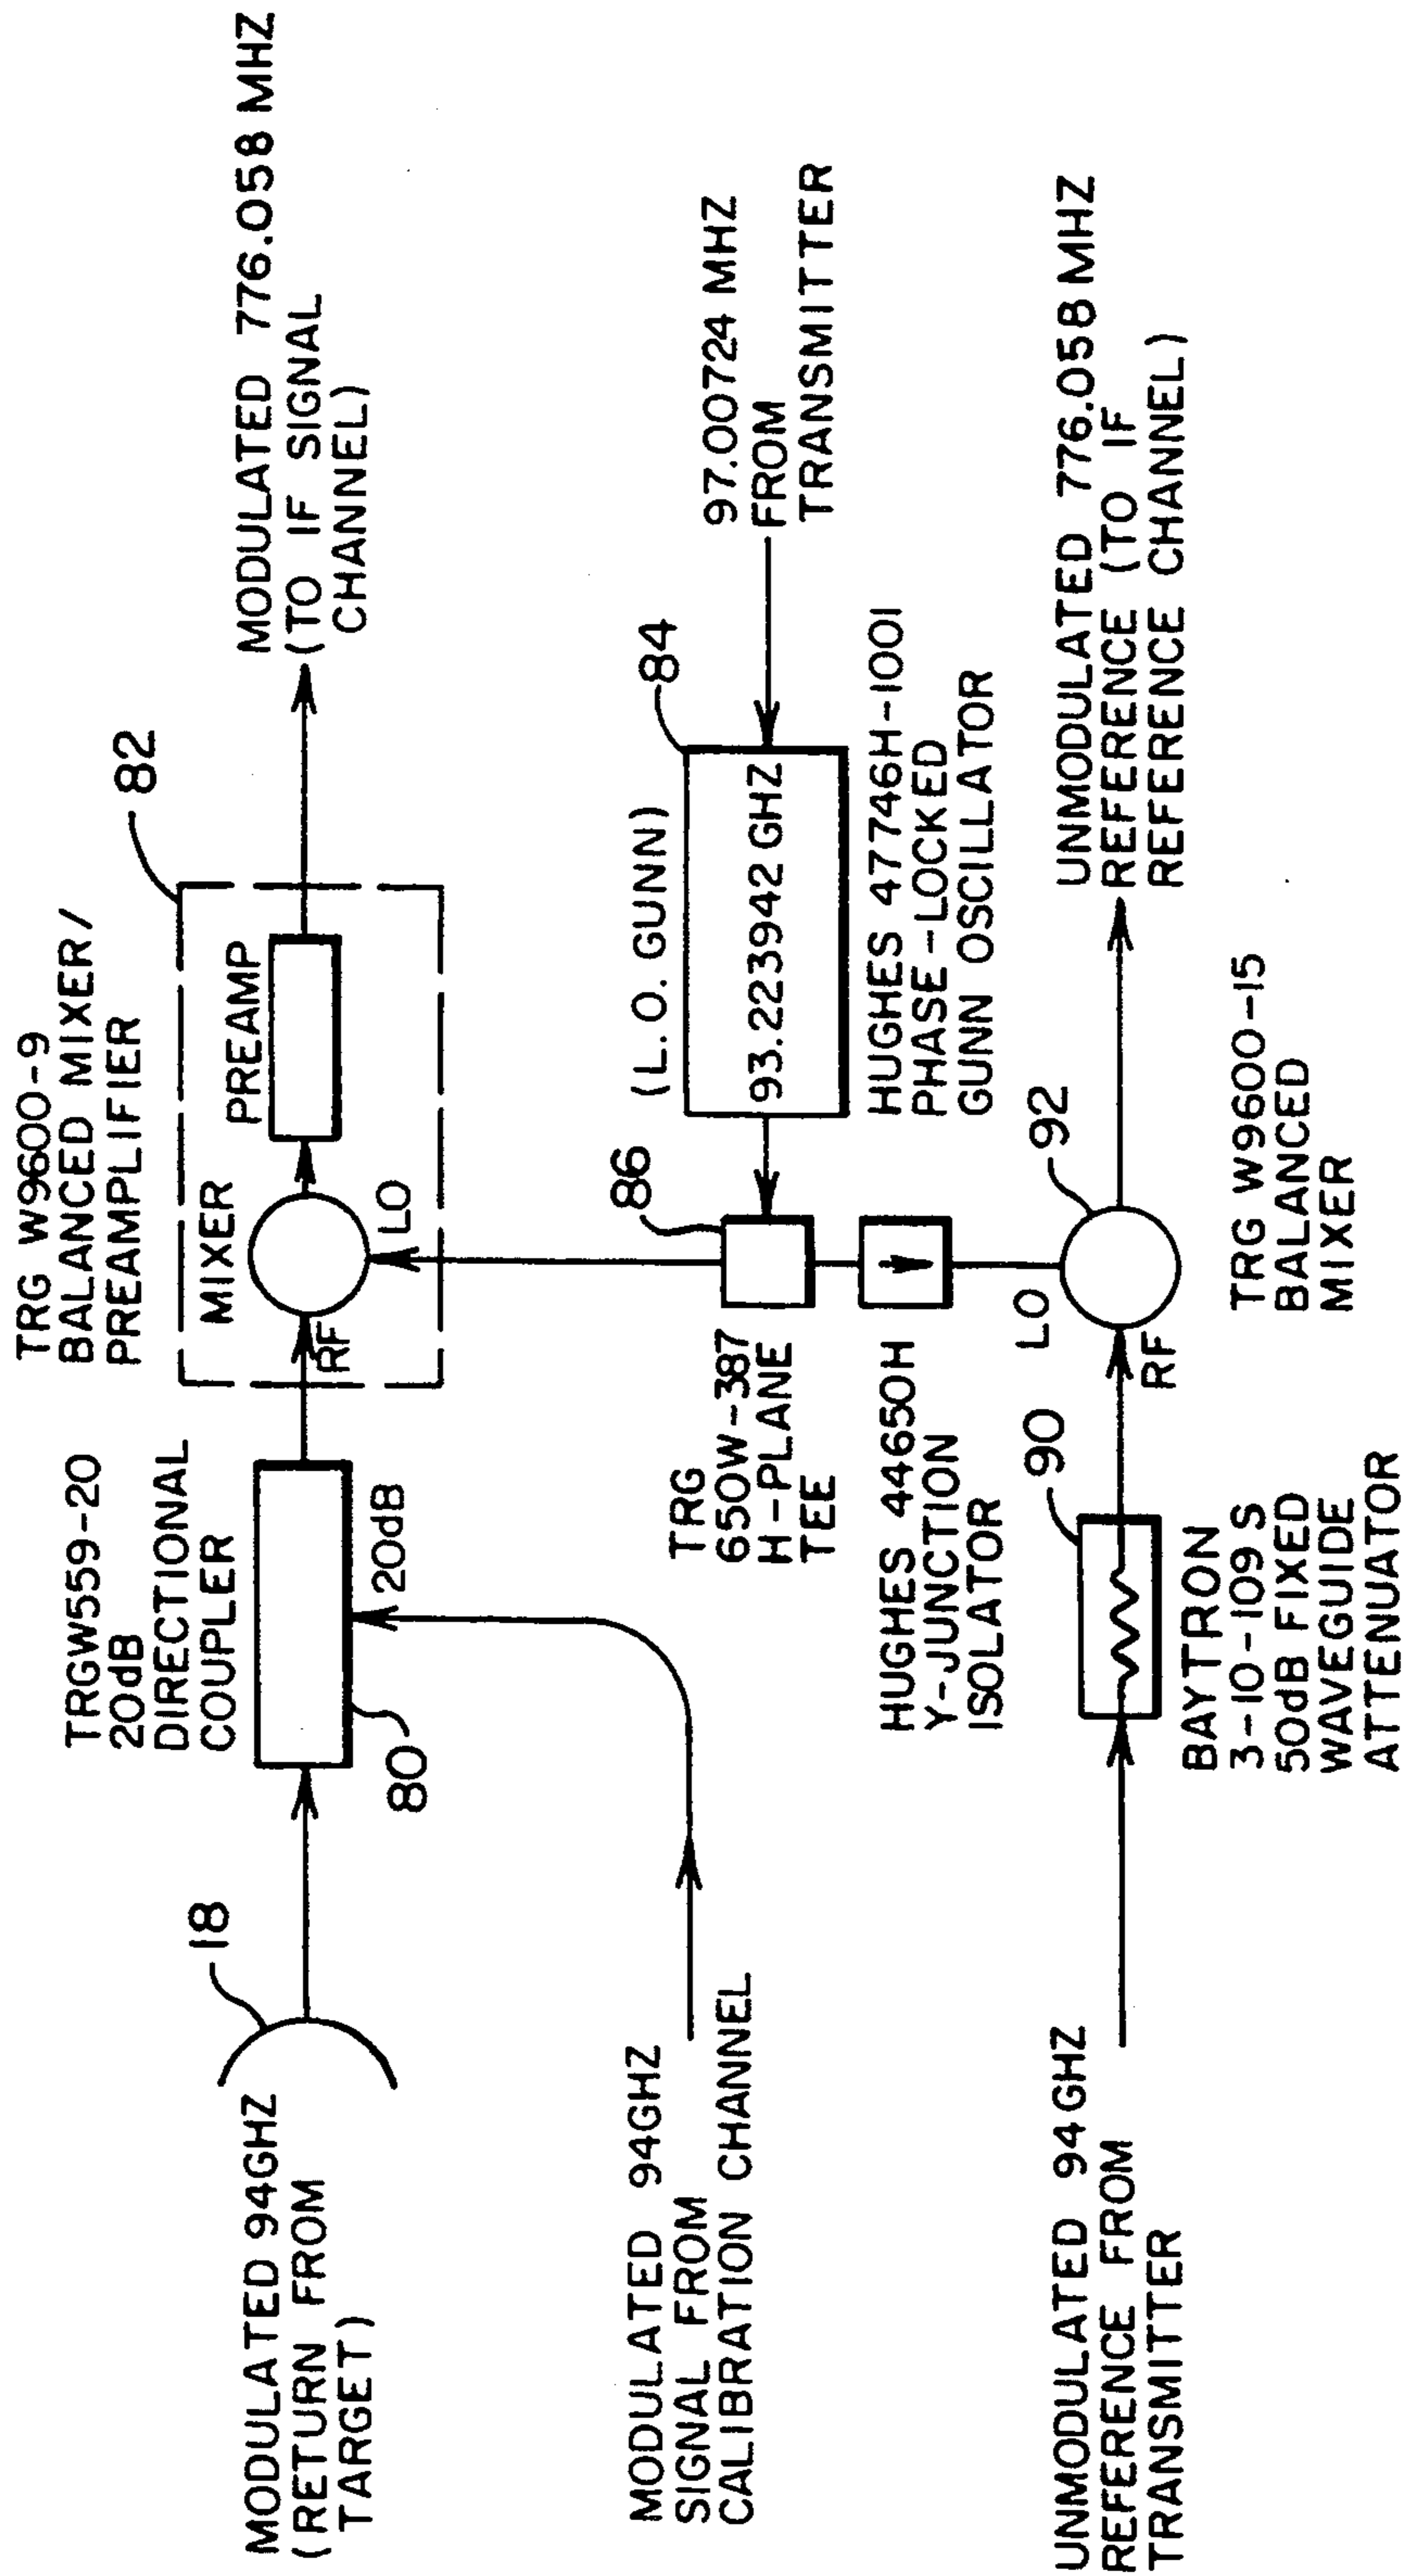 TRG W9600-9
BALANCED MIXER/
PREAMPLIFIER
82
TRGW559-20
20dB
DIRECTIONAL
COUPLER
MIXER
PREAMP
18
RF
LO
MODULATED 94GHZ
(RETURN FROM
TARGET)
MODULATED 776.058 MHZ
(TO IF SIGNAL
CHANNEL)
80
20dB
(L. O. GUNN)
84
86
93.223942 GHZ
97.00724 MHZ
FROM
TRANSMITTER
MODULATED 94GHZ
SIGNAL FROM
CALIBRATION CHANNEL
TRG
650W-387
H-PLANE
TEE
HUGHES 47746H-1001
PHASE-LOCKED
GUNN OSCILLATOR
HUGHES 44650H
Y-JUNCTION
ISOLATOR
LO
92
90
RF
UNMODULATED 94GHZ
REFERENCE FROM
TRANSMITTER
UNMODULATED 776.058MHZ
REFERENCE (TO IF
REFERENCE CHANNEL)
BAYTRON
3-10-109 S
50dB FIXED
WAVEGUIDE
ATTENUATOR
TRG W9600-15
BALANCED
MIXER